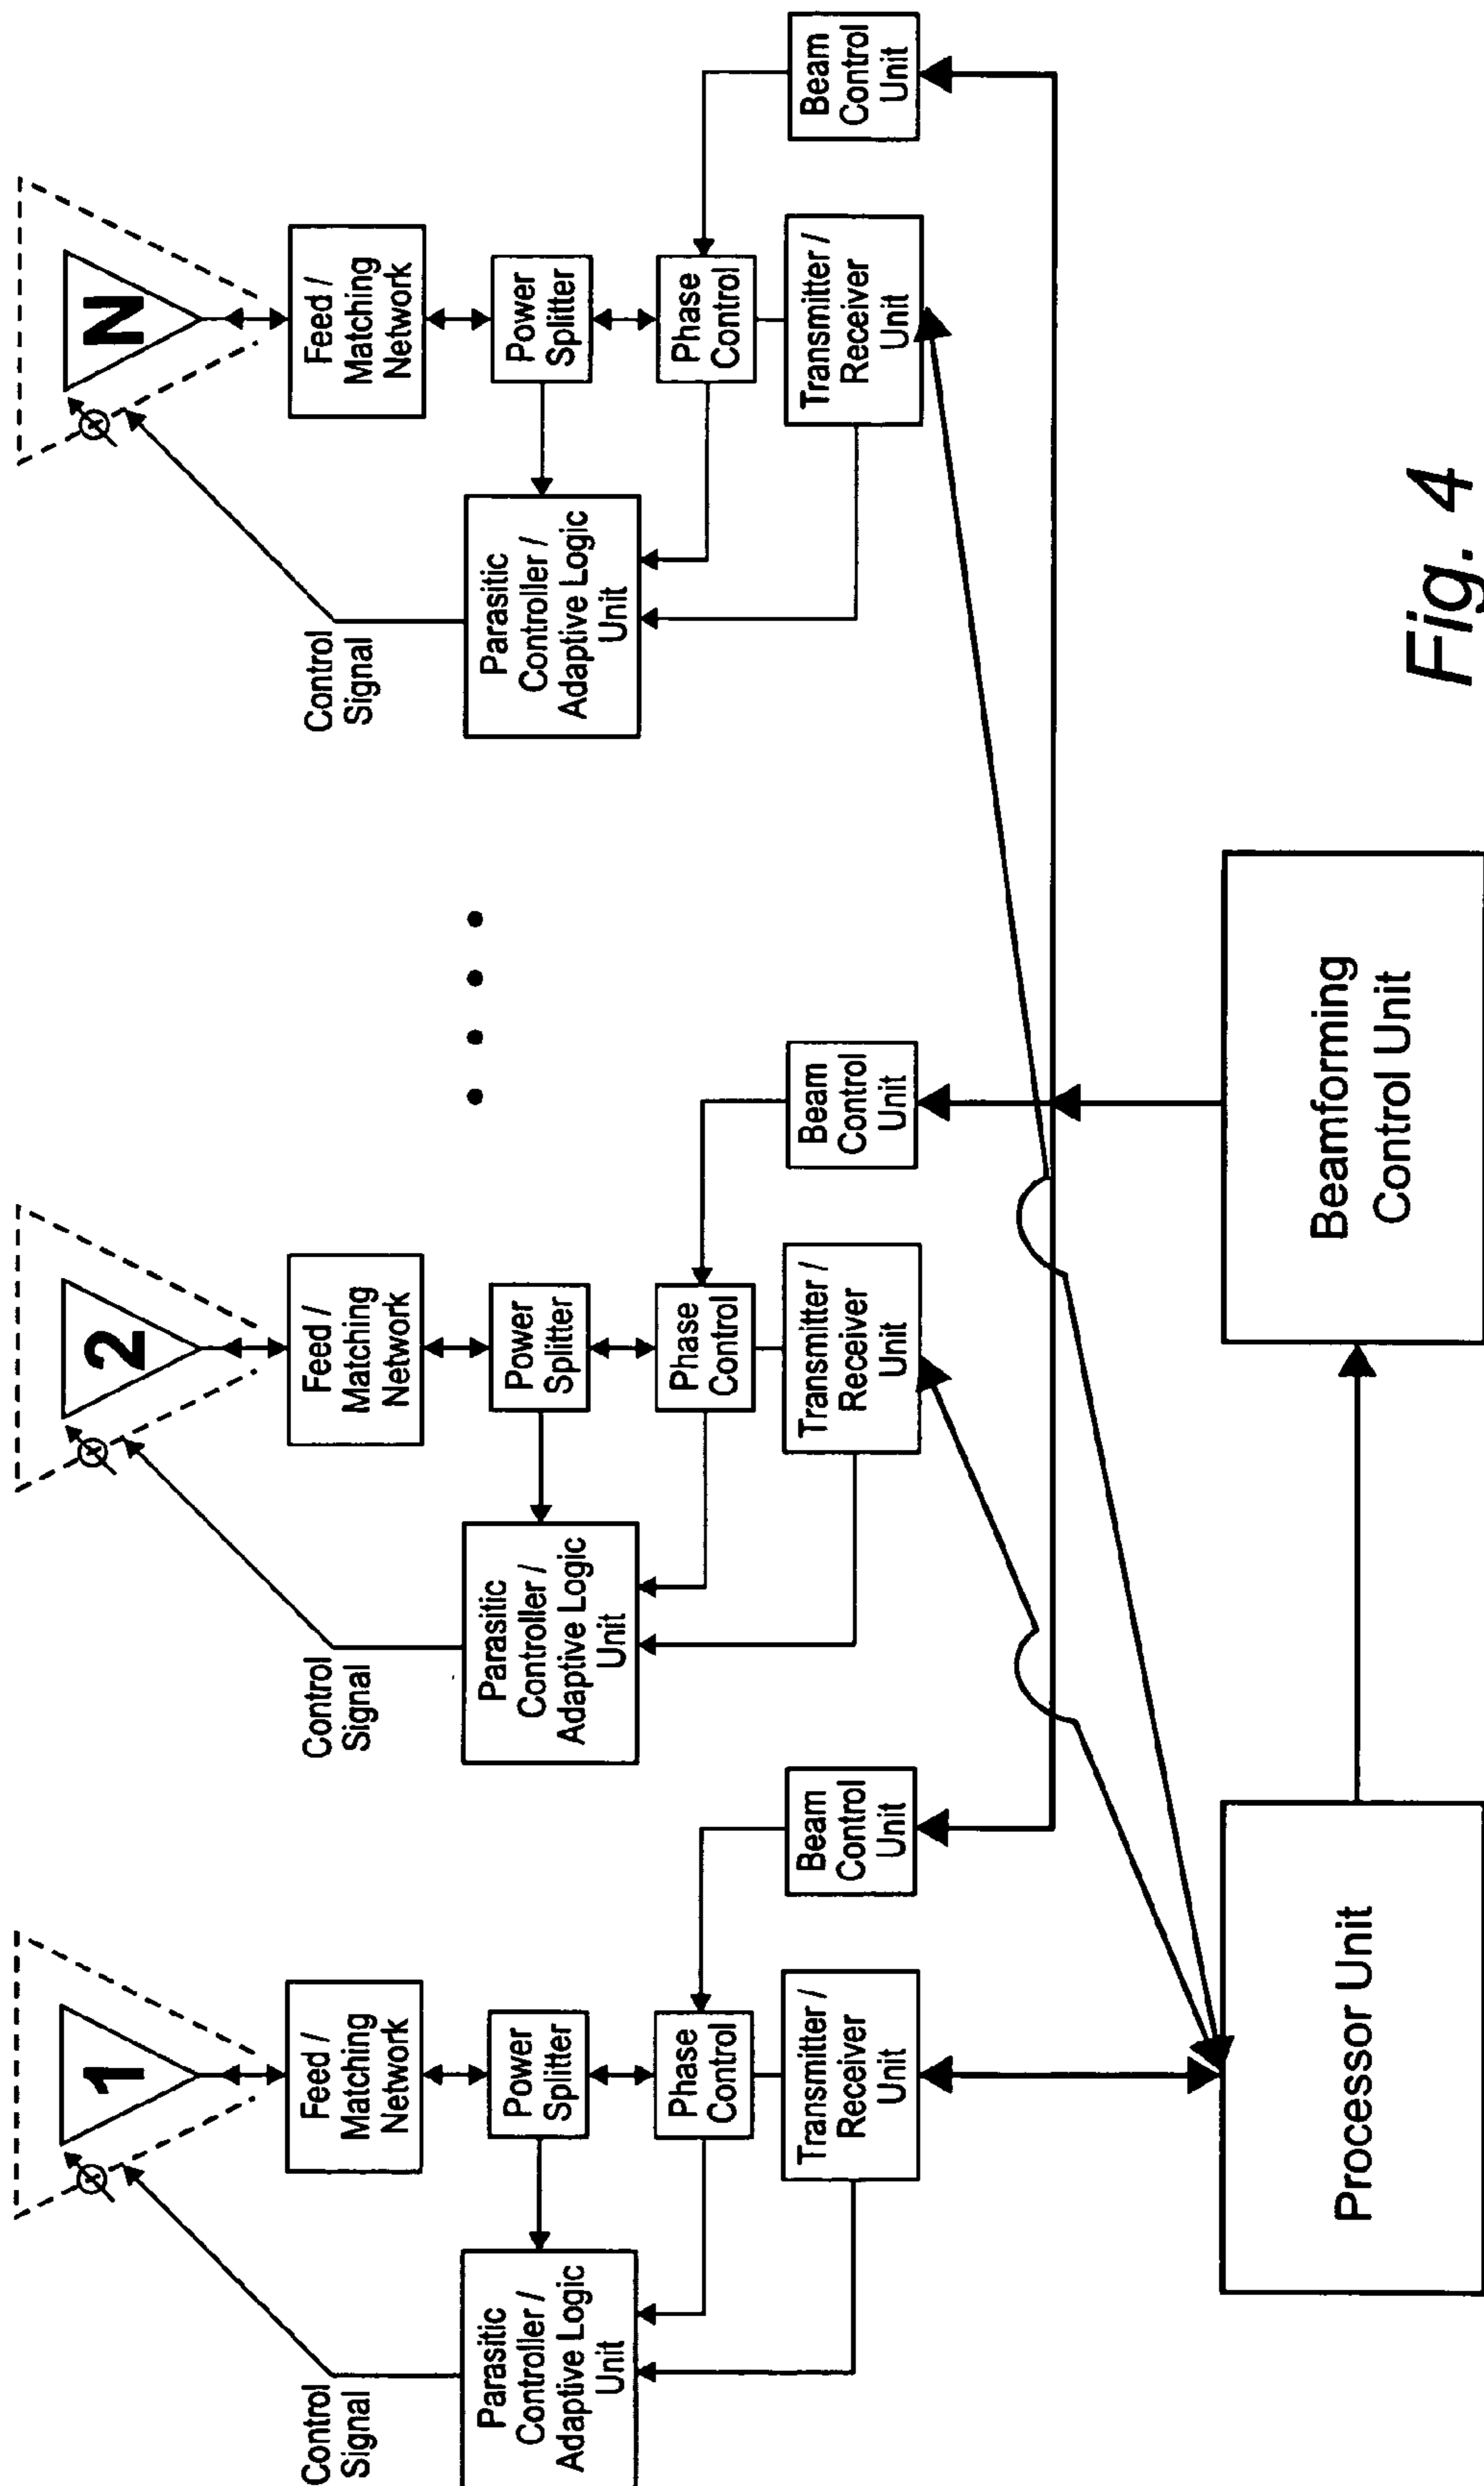 1
Feed /
Matching
Network
Power
Splitter
Phase
Control
Transmitter /
Receiver
Unit
Beam
Control
Unit
Control
Signal
Parasitic
Controller /
Adaptive Logic
Unit
2
Feed /
Matching
Network
Power
Splitter
Phase
Control
Transmitter /
Receiver
Unit
Beam
Control
Unit
Control
Signal
Parasitic
Controller /
Adaptive Logic
Unit
N
Feed /
Matching
Network
Power
Splitter
Phase
Control
Transmitter /
Receiver
Unit
Beam
Control
Unit
Control
Signal
Parasitic
Controller /
Adaptive Logic
Unit
Processor Unit
Beamforming
Control Unit
Fig. 4